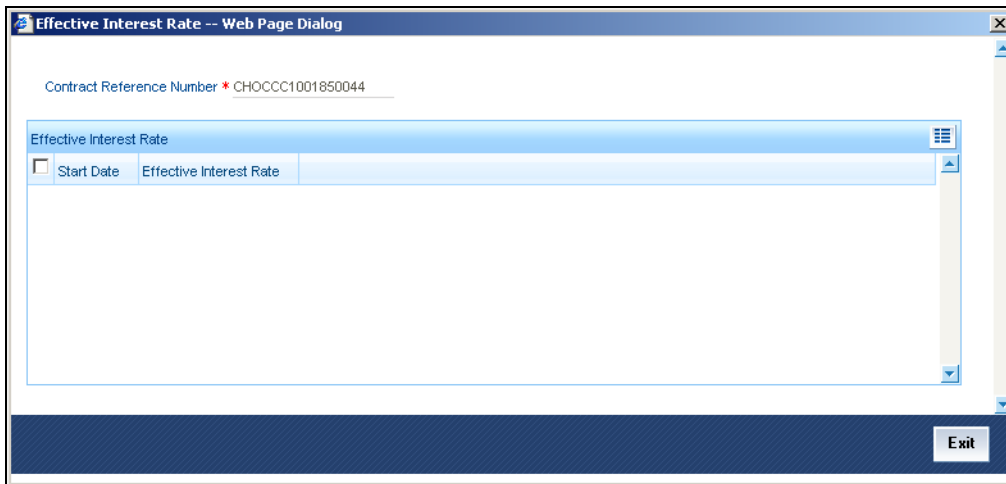 Effective Interest Rate -- Web Page Dialog
Contract Reference Number * CHOCCC1001850044
Effective Interest Rate
Start Date Effective Interest Rate
Exit